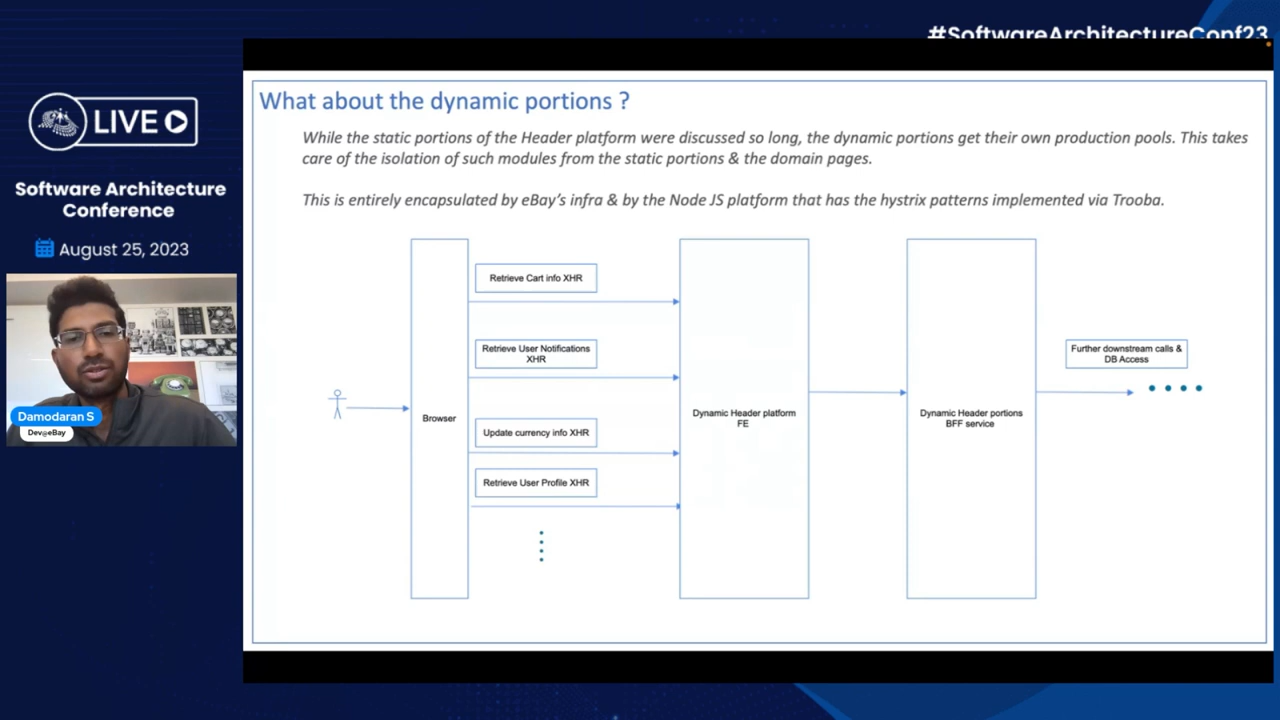 #SoftwareArchitectureConf23
LIVE
Software Architecture
Conference
August 25, 2023
Damodaran S
Dev@eBay
What about the dynamic portions ?
While the static portions of the Header platform were discussed so long, the dynamic portions get their own production pools. This takes
care of the isolation of such modules from the static portions & the domain pages.
This is entirely encapsulated by eBay's infra & by the Node JS platform that has the hystrix patterns implemented via Trooba.
Browser
Retrieve Cart info XHR
Retrieve User Notifications
XHR
Update currency info XHR
Retrieve User Profile XHR
Dynamic Header platform
FE
Dynamic Header portions
BFF service
Further downstream calls &
DB Access